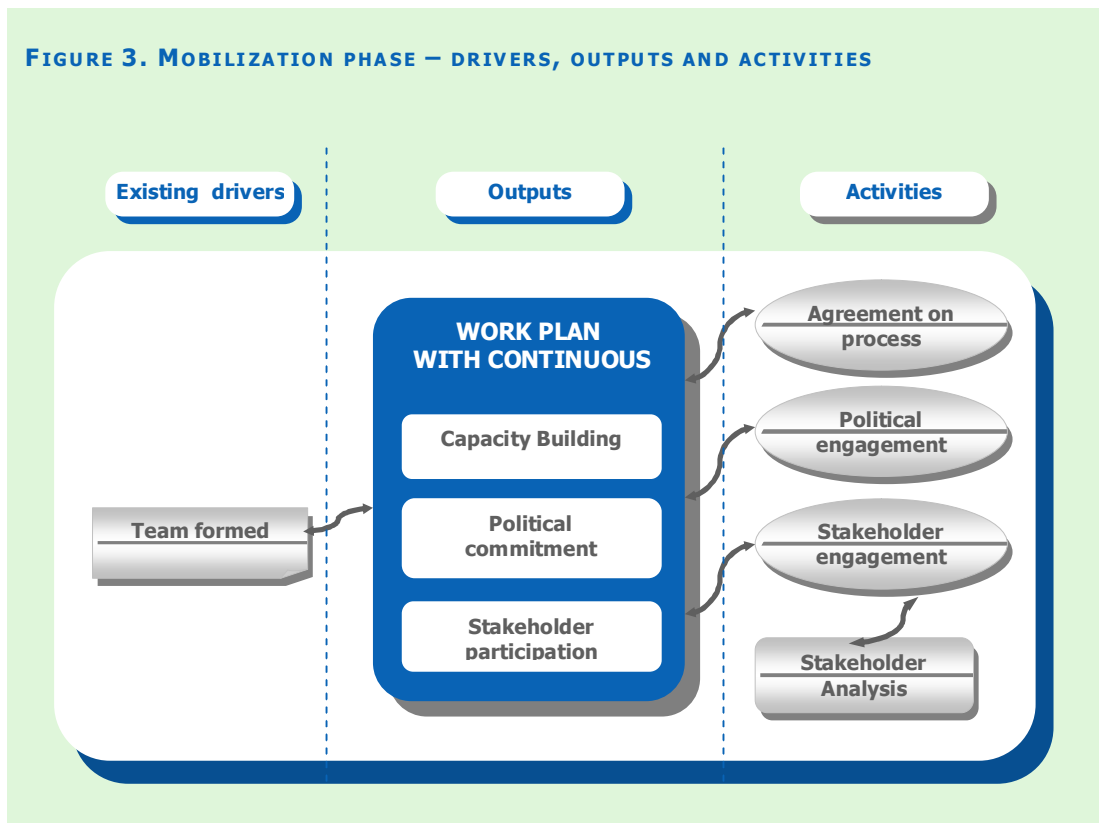 FIGURE 3. MOBILIZATION PHASE – DRIVERS, OUTPUTS AND ACTIVITIES
Existing drivers
Outputs
Activities
Team formed
WORK PLAN
WITH CONTINUOUS
Capacity Building
Political
commitment
Stakeholder
participation
Agreement on
process
Political
engagement
Stakeholder
engagement
Stakeholder
Analysis